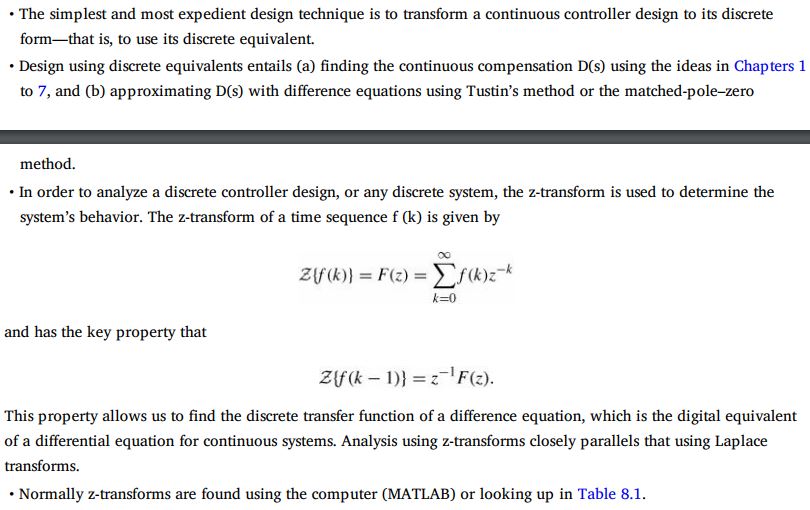 • The simplest and most expedient design technique is to transform a continuous controller design to its discrete
form—that is, to use its discrete equivalent.
• Design using discrete equivalents entails (a) finding the continuous compensation D(s) using the ideas in Chapters 1
to 7, and (b) approximating D(s) with difference equations using Tustin's method or the matched-pole–zero
method.
• In order to analyze a discrete controller design, or any discrete system, the z-transform is used to determine the
system's behavior. The z-transform of a time sequence f (k) is given by
Z{f(k)} = F(z) = ∑_{k=0}^{∞} f(k)z^{−k}
and has the key property that
Z{f(k − 1)} = z^{−1}F(z).
This property allows us to find the discrete transfer function of a difference equation, which is the digital equivalent
of a differential equation for continuous systems. Analysis using z-transforms closely parallels that using Laplace
transforms.
• Normally z-transforms are found using the computer (MATLAB) or looking up in Table 8.1.